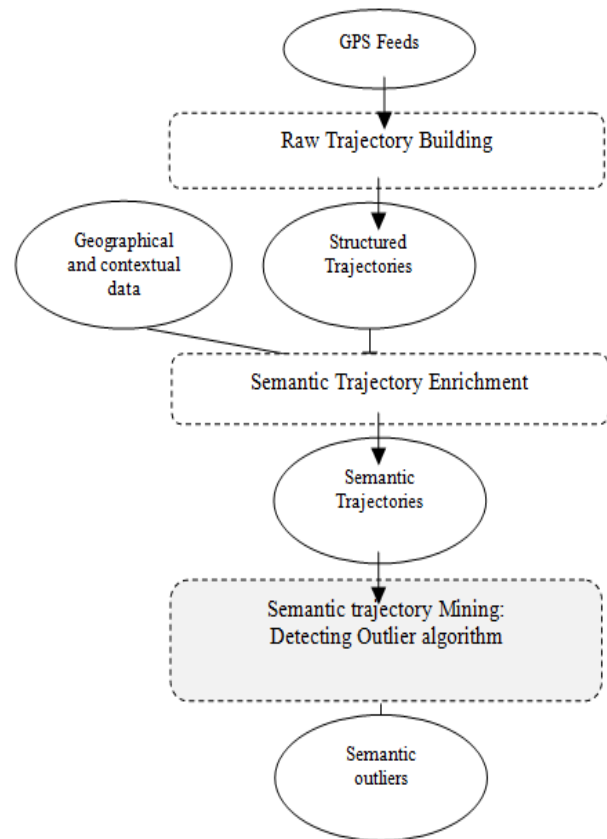 GPS Feeds
Raw Trajectory Building
Geographical
and contextual
data
Structured
Trajectories
Semantic Trajectory Enrichment
Semantic
Trajectories
Semantic trajectory Mining:
Detecting Outlier algorithm
Semantic
outliers